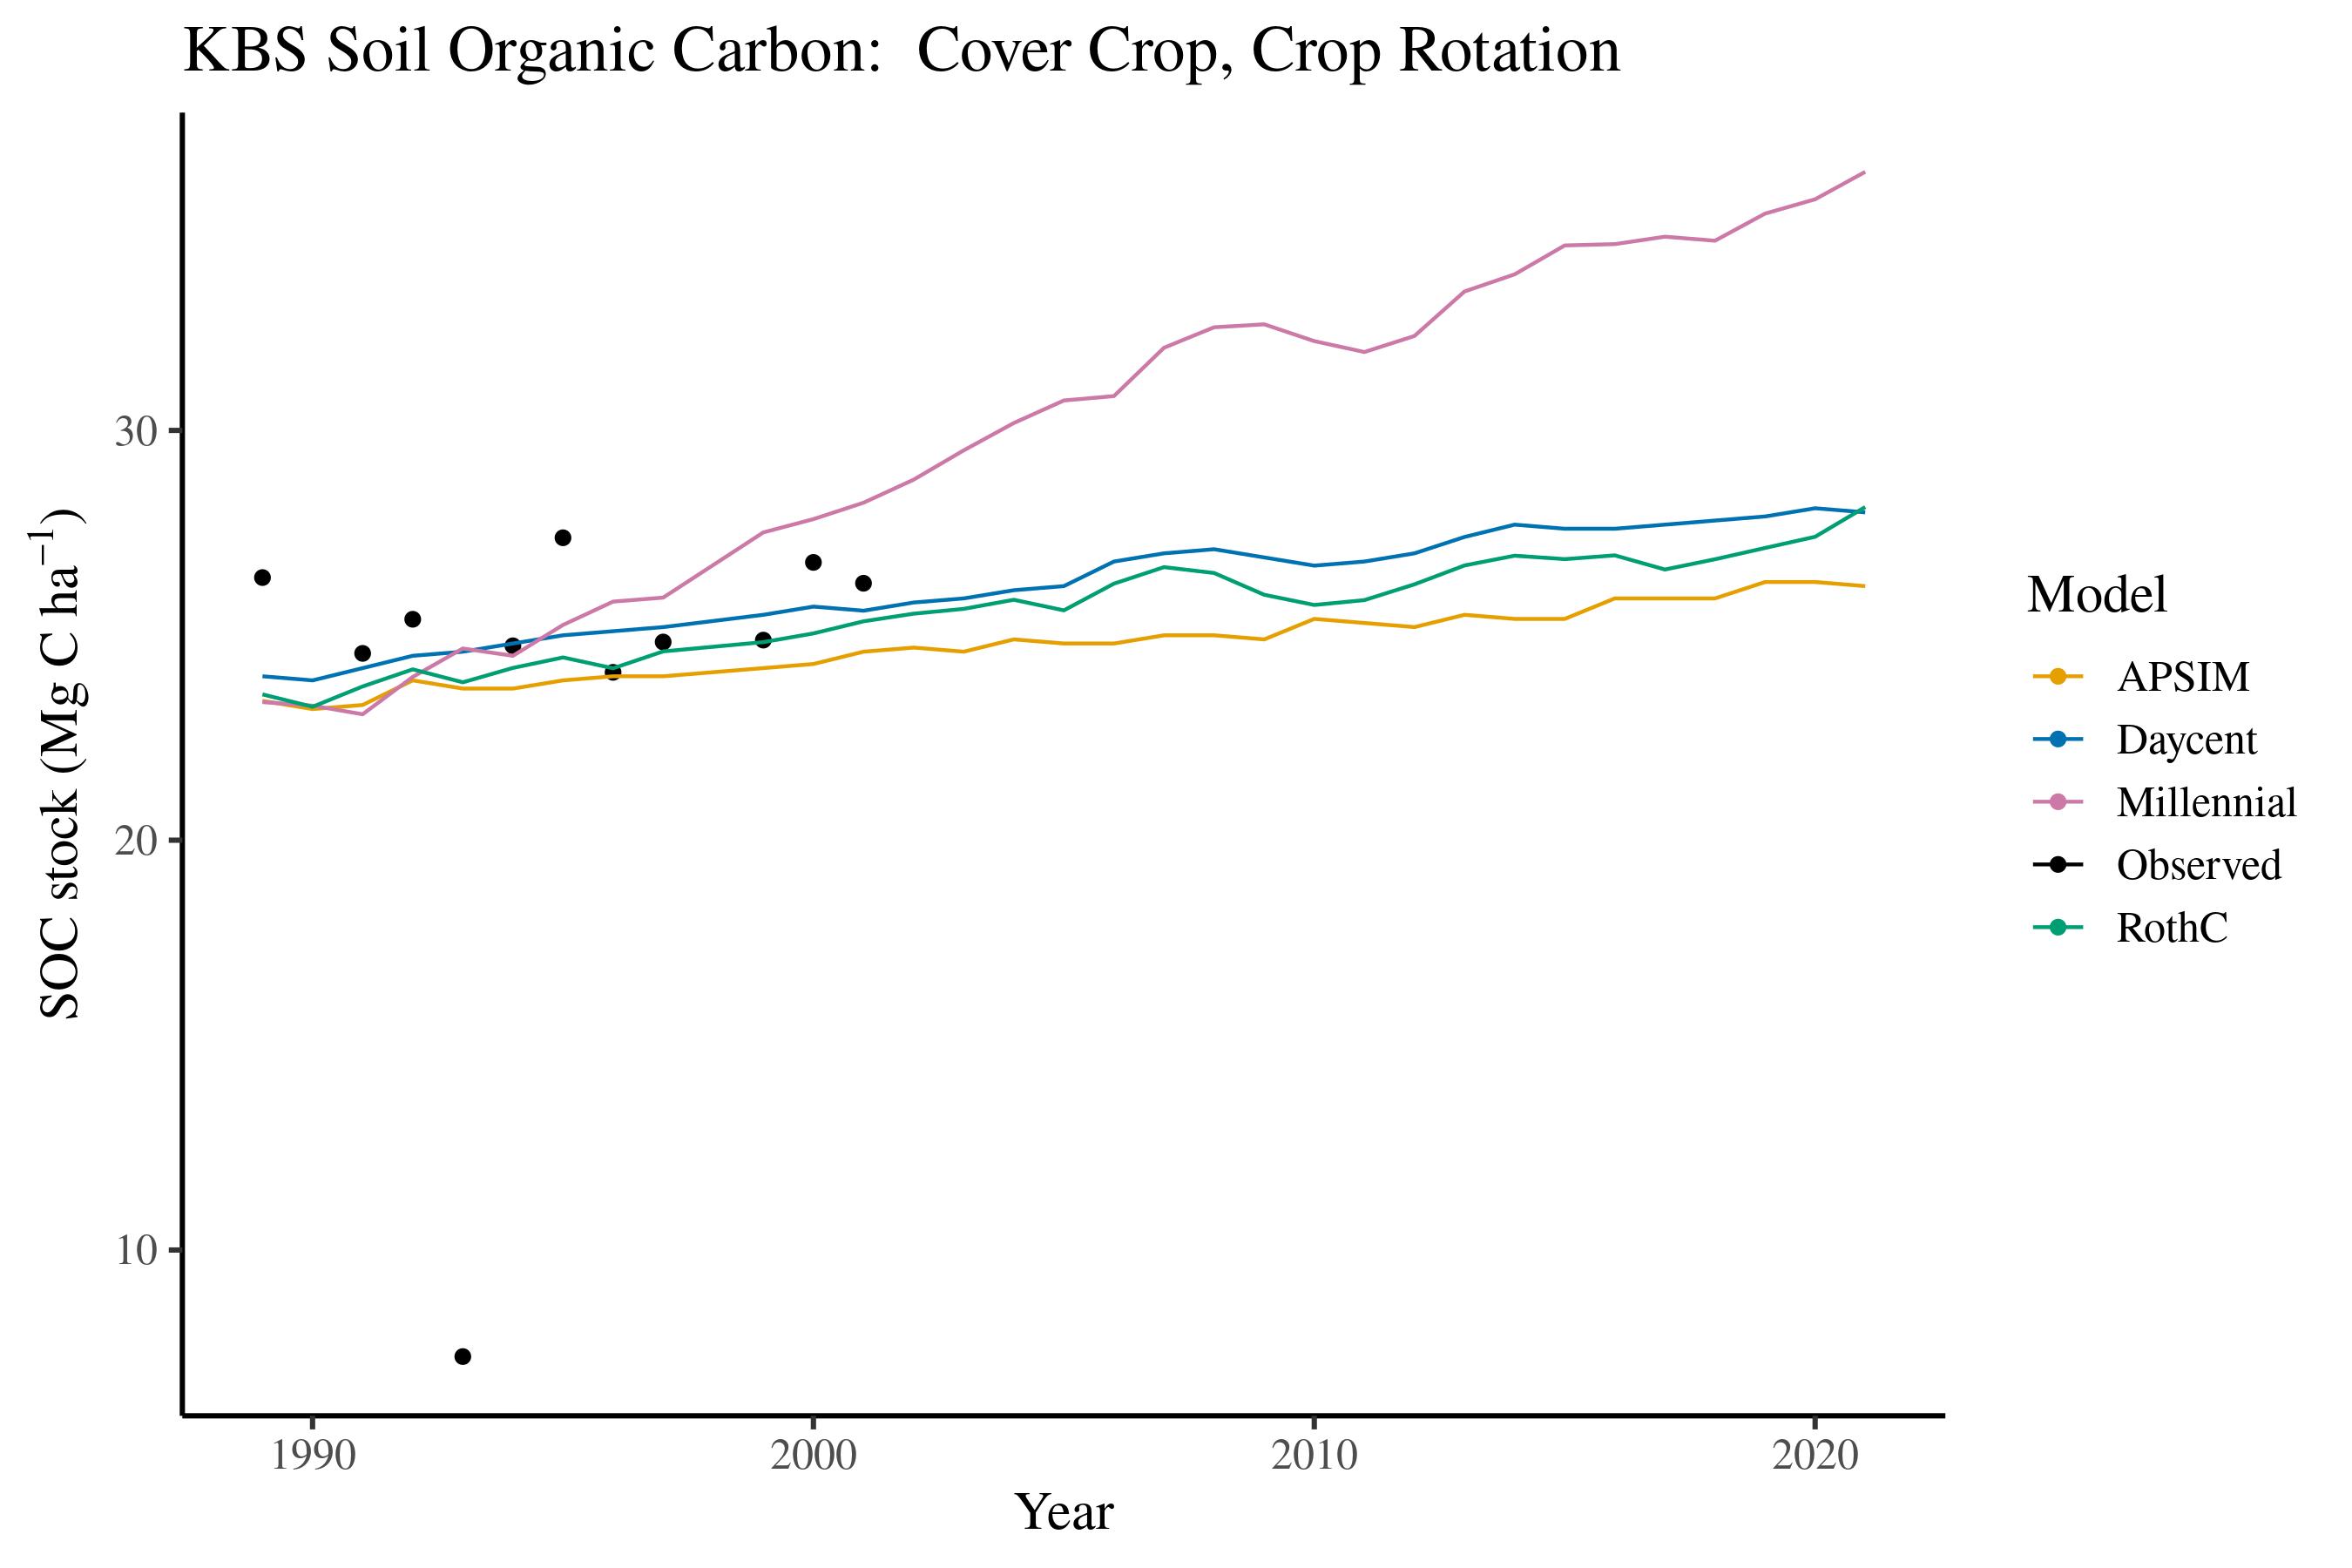 KBS Soil Organic Carbon:  Cover Crop, Crop Rotation
SOC stock (Mg C ha⁻¹)
30
20
10
1990
2000
2010
2020
Year
Model
APSIM
Daycent
Millennial
Observed
RothC